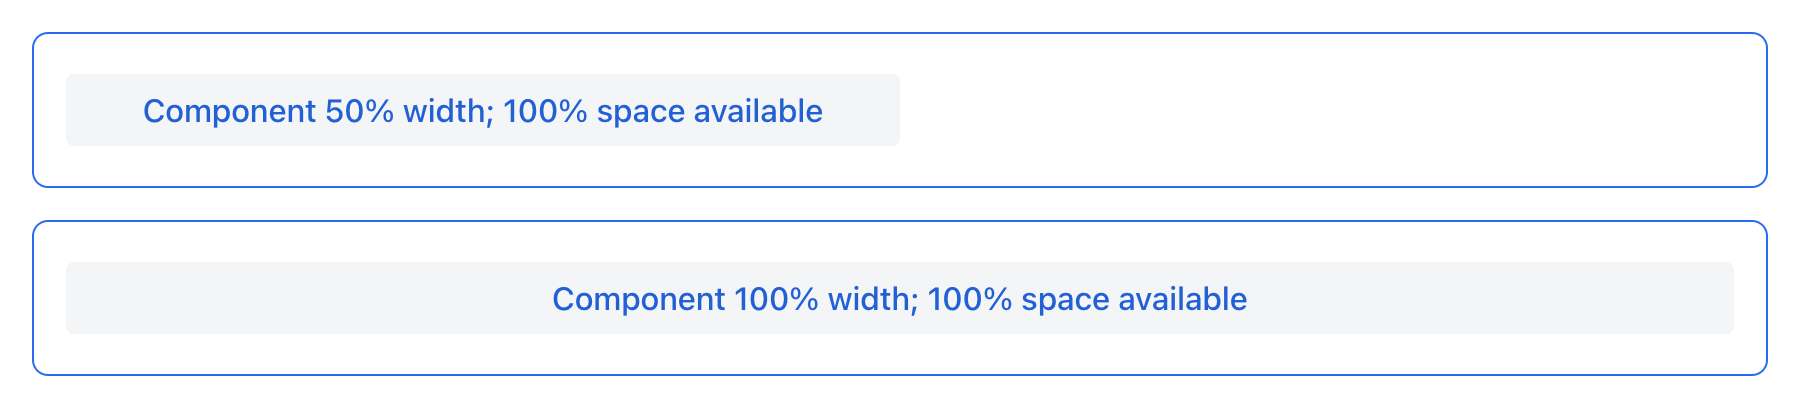 Component 50% width; 100% space available
Component 100% width; 100% space available